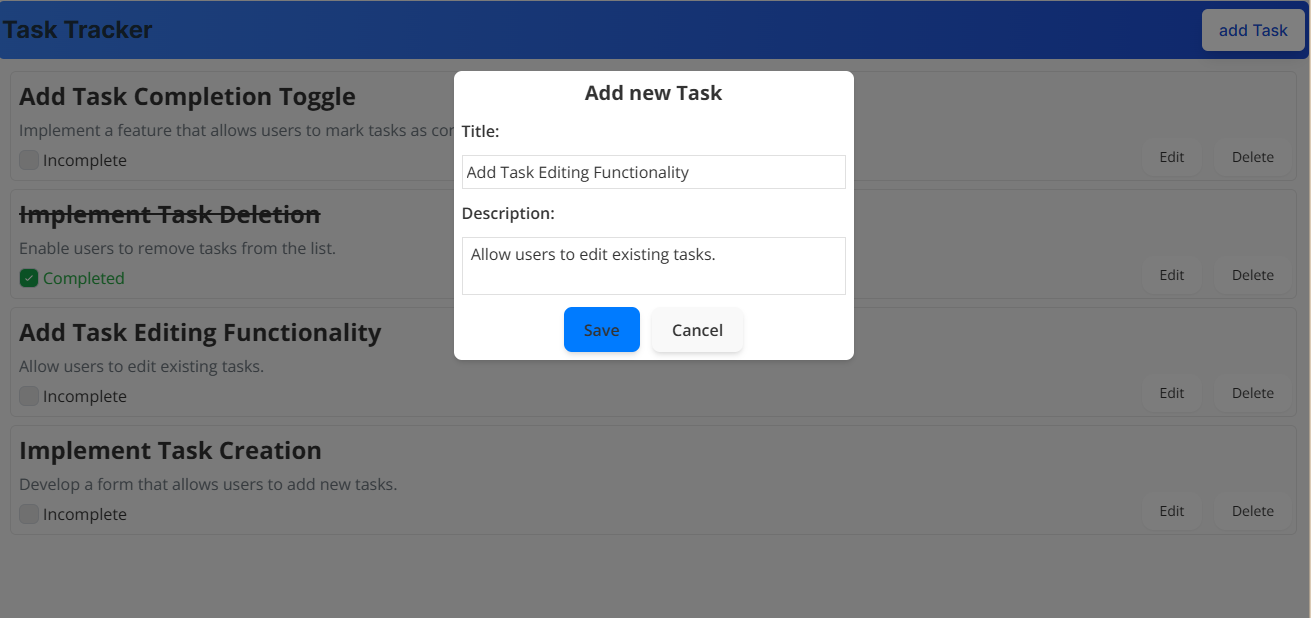 Task Tracker
add Task
Add Task Completion Toggle
Implement a feature that allows users to mark tasks as
Incomplete
Edit
Delete
Implement Task Deletion
Enable users to remove tasks from the list.
Completed
Edit
Delete
Add Task Editing Functionality
Allow users to edit existing tasks.
Incomplete
Edit
Delete
Implement Task Creation
Develop a form that allows users to add new tasks.
Incomplete
Edit
Delete
Add new Task
Title:
Add Task Editing Functionality
Description:
Allow users to edit existing tasks.
Save
Cancel